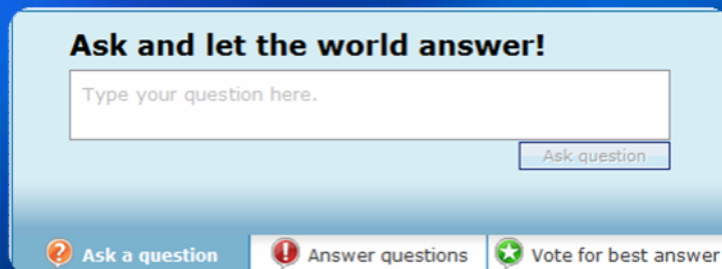 Ask and let the world answer!
Type your question here.
Ask question
Ask a question
Answer questions
Vote for best answer